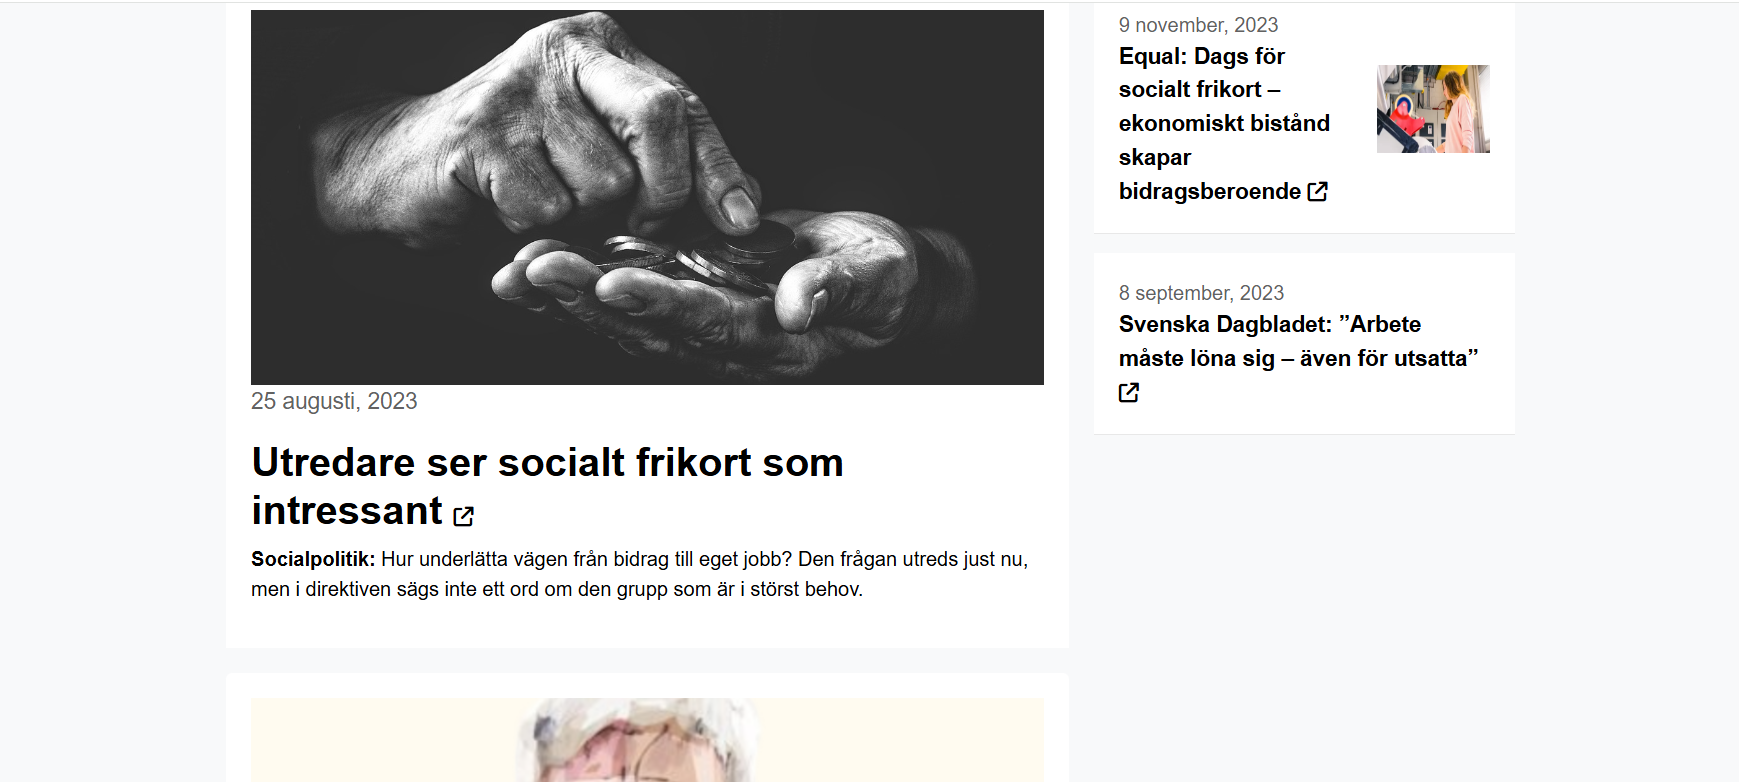 25 augusti, 2023
Utredare ser socialt frikort som
intressant
Socialpolitik: Hur underlätta vägen från bidrag till eget jobb? Den frågan utreds just nu,
men i direktiven sägs inte ett ord om den grupp som är i störst behov.
9 november, 2023
Equal: Dags för
socialt frikort –
ekonomiskt bistånd
skapar
bidragsberoende
8 september, 2023
Svenska Dagbladet: ”Arbete
måste löna sig – även för utsatta”